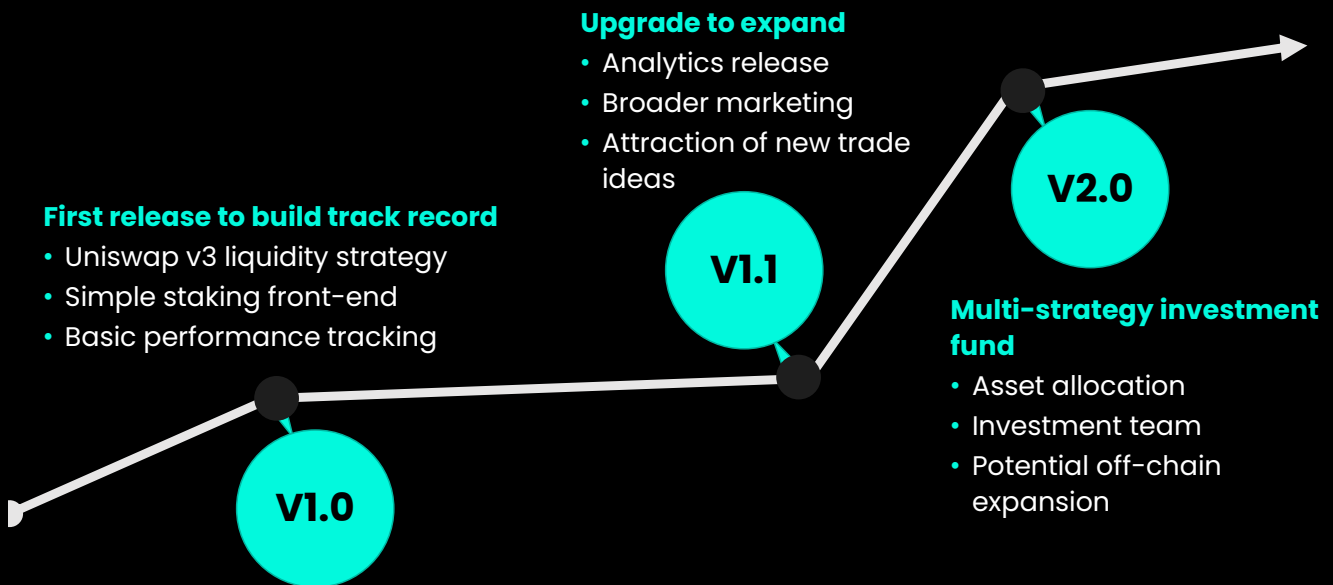 Upgrade to expand
• Analytics release
• Broader marketing
• Attraction of new trade
ideas
First release to build track record
• Uniswap v3 liquidity strategy
• Simple staking front-end
• Basic performance tracking
V1.0
V1.1
V2.0
Multi-strategy investment
fund
• Asset allocation
• Investment team
• Potential off-chain
expansion